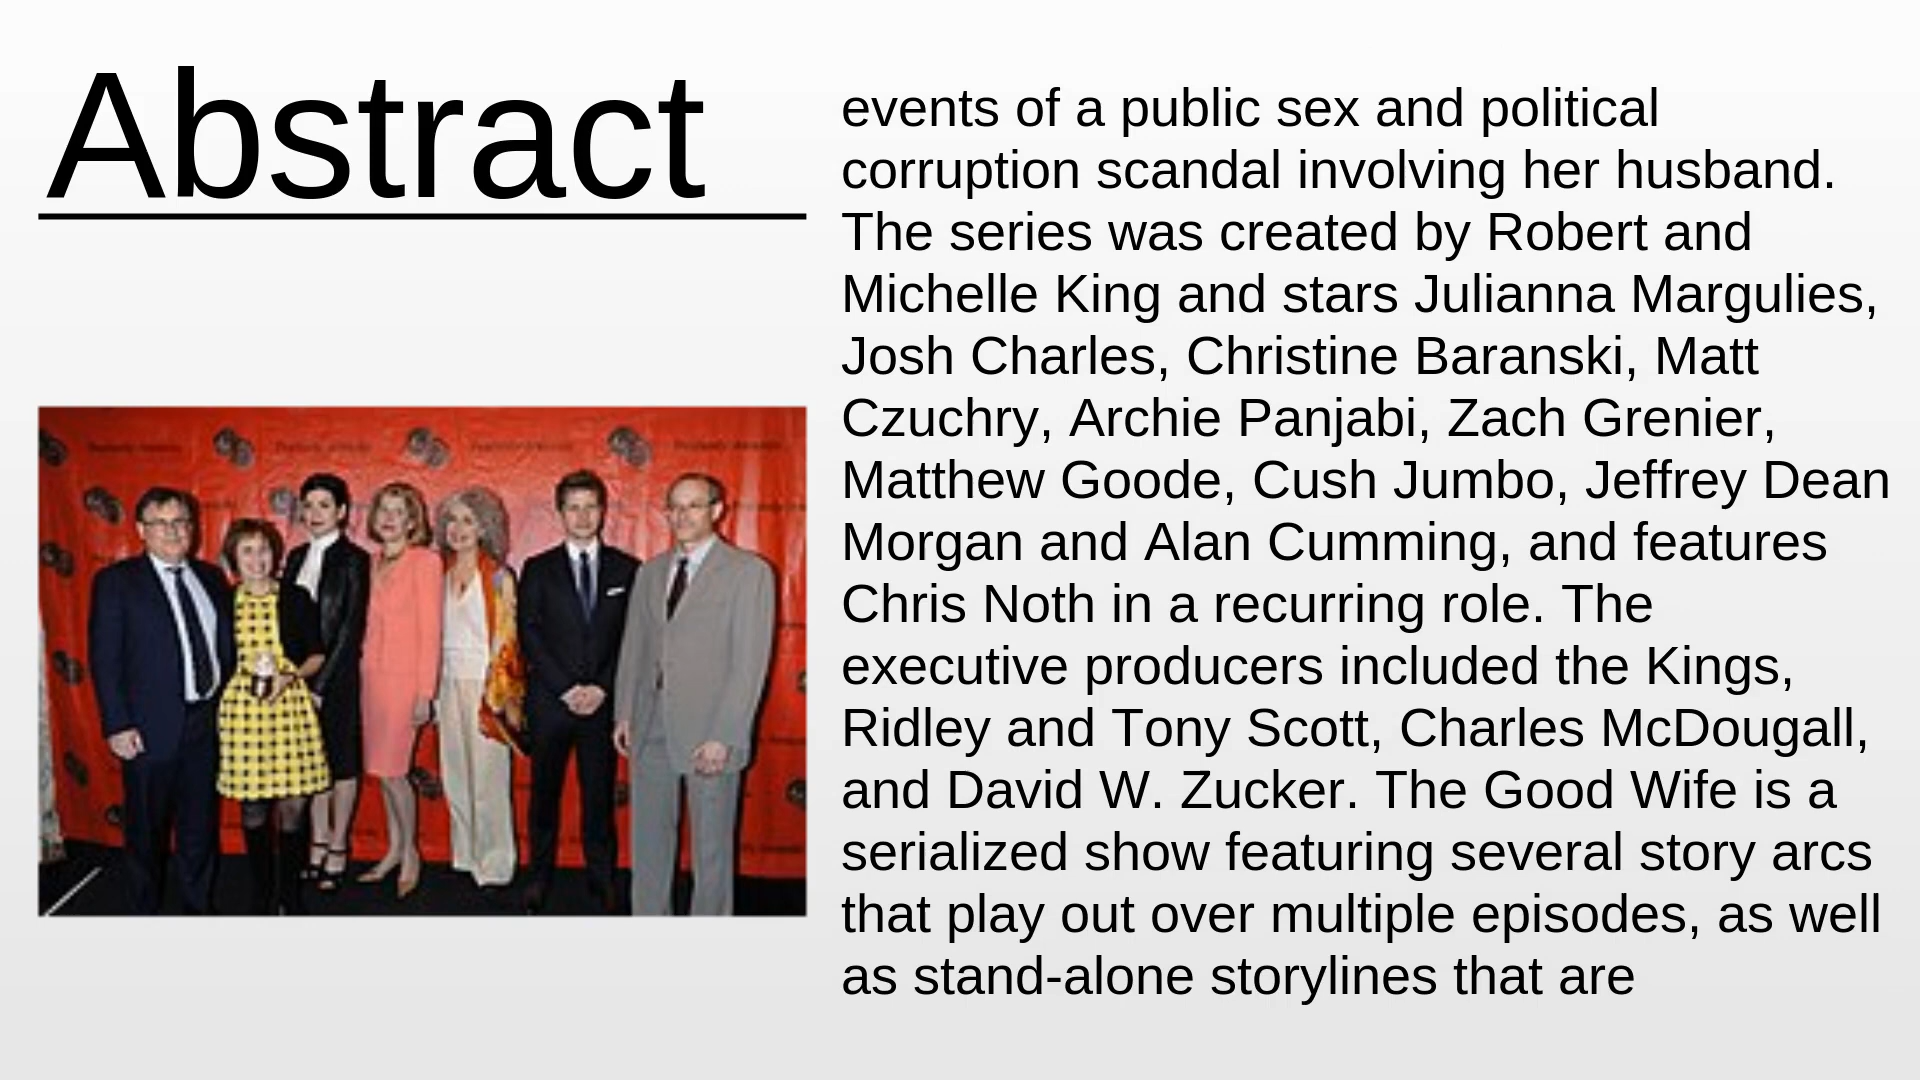 Abstract
events of a public sex and political
corruption scandal involving her husband.
The series was created by Robert and
Michelle King and stars Julianna Margulies,
Josh Charles, Christine Baranski, Matt
Czuchry, Archie Panjabi, Zach Grenier,
Matthew Goode, Cush Jumbo, Jeffrey Dean
Morgan and Alan Cumming, and features
Chris Noth in a recurring role. The
executive producers included the Kings,
Ridley and Tony Scott, Charles McDougall,
and David W. Zucker. The Good Wife is a
serialized show featuring several story arcs
that play out over multiple episodes, as well
as stand-alone storylines that are